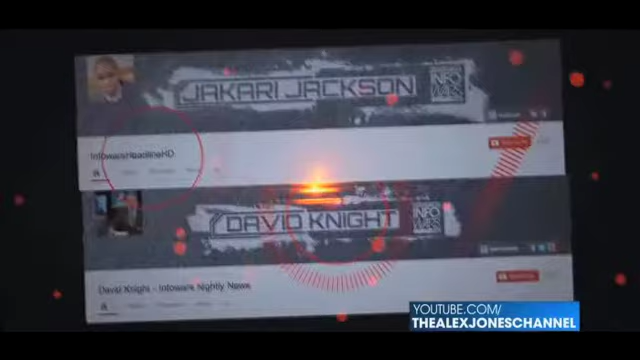 JAKARI JACKSON
INFO
WARS
InfowarsHeadlineHD
DAVID KNIGHT
INFO
WARS
David Knight - Infowars Nightly News
YOUTUBE.COM/
THEALEXJONESCHANNEL